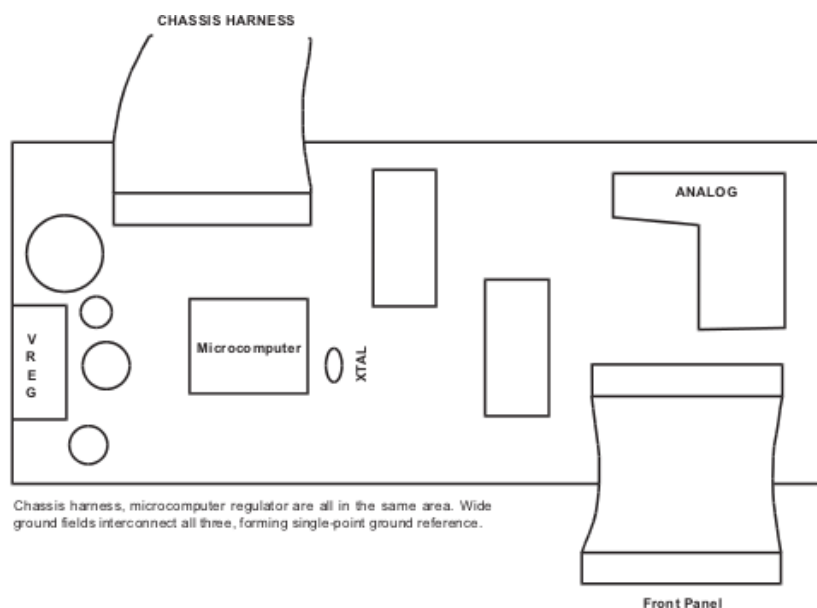 CHASSIS HARNESS
ANALOG
VREG
Microcomputer
XTAL
Chassis harness, microcomputer regulator are all in the same area. Wide
ground fields interconnect all three, forming single-point ground reference.
Front Panel